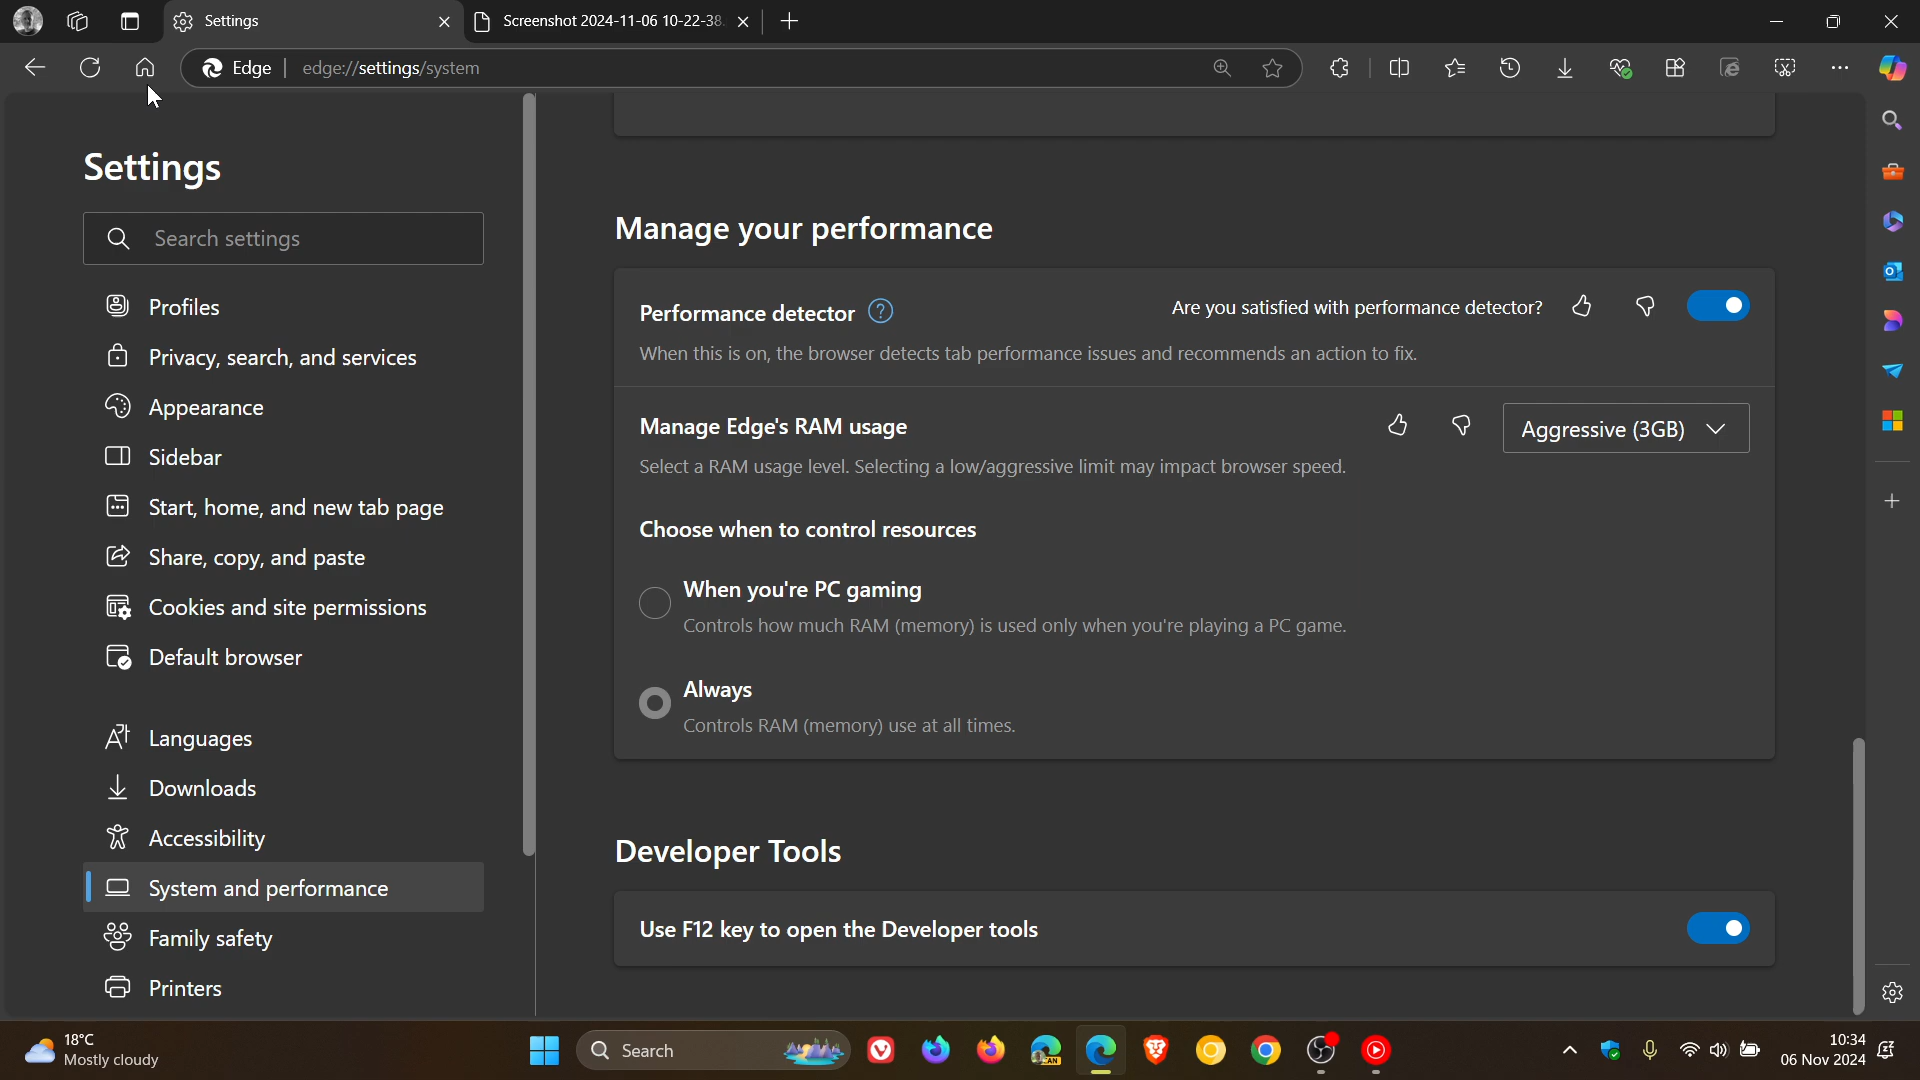 Settings
Screenshot 2024-11-06 10-22-38.
Edge
edge://settings/system
Settings
Search settings
Profiles
Privacy, search, and services
Appearance
Sidebar
Start, home, and new tab page
Share, copy, and paste
Cookies and site permissions
Default browser
Languages
Downloads
Accessibility
System and performance
Family safety
Printers
Manage your performance
Performance detector
Are you satisfied with performance detector?
When this is on, the browser detects tab performance issues and recommends an action to fix.
Manage Edge's RAM usage
Aggressive (3GB)
Select a RAM usage level. Selecting a low/aggressive limit may impact browser speed.
Choose when to control resources
When you're PC gaming
Controls how much RAM (memory) is used only when you're playing a PC game.
Always
Controls RAM (memory) use at all times.
Developer Tools
Use F12 key to open the Developer tools
18°C
Mostly cloudy
Search
CAN
10:34
06 Nov 2024